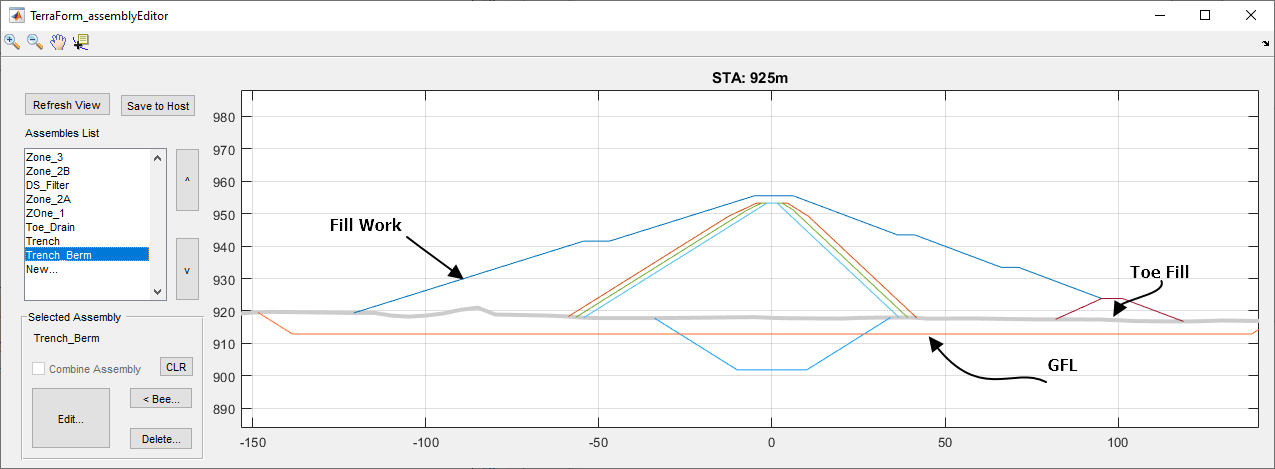 TerraForm_assemblyEditor
STA: 925m
Refresh View
Save to Host
Assembles List
Zone_3
Zone_2B
DS_Filter
Zone_2A
ZOne_1
Toe_Drain
Trench
Trench_Berm
New...
^
v
Selected Assembly
Trench_Berm
Combine Assembly
CLR
Edit...
< Bee...
Delete...
980
970
960
950
940
930
920
910
900
890
-150
-100
-50
0
50
100
Fill Work
Toe Fill
GFL